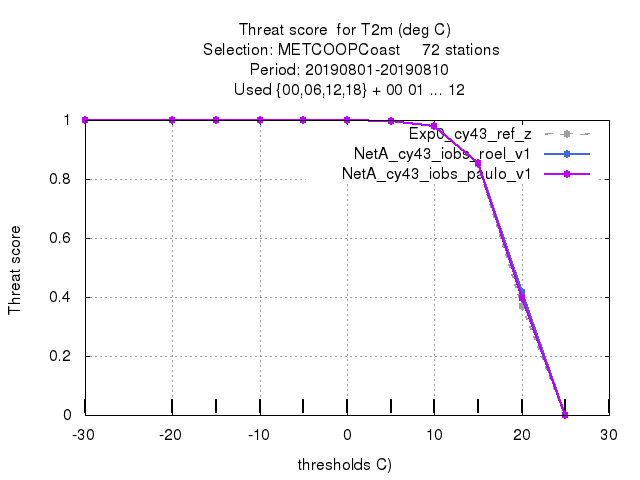 Threat score  for T2m (deg C)
Selection: METCOOPCoast     72 stations
Period: 20190801-20190810
Used {00,06,12,18} + 00 01 ... 12
Exp0_cy43_ref_z
NetA_cy43_iobs_roel_v1
NetA_cy43_iobs_paulo_v1
Threat score
1
0.8
0.6
0.4
0.2
0
-30 -20 -10 0 10 20 30
thresholds C)